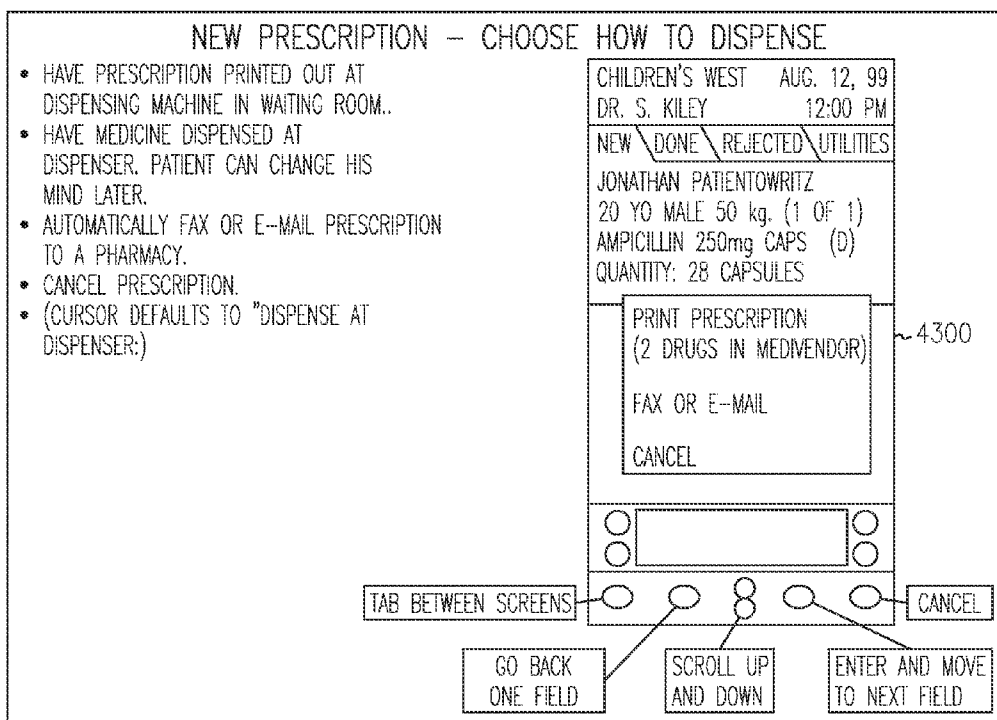 NEW PRESCRIPTION – CHOOSE HOW TO DISPENSE
• HAVE PRESCRIPTION PRINTED OUT AT
DISPENSING MACHINE IN WAITING ROOM..
• HAVE MEDICINE DISPENSED AT
DISPENSER. PATIENT CAN CHANGE HIS
MIND LATER.
• AUTOMATICALLY FAX OR E–MAIL PRESCRIPTION
TO A PHARMACY.
• CANCEL PRESCRIPTION.
• (CURSOR DEFAULTS TO "DISPENSE AT
DISPENSER:)
CHILDREN'S WEST AUG. 12, 99
DR. S. KILEY 12:00 PM
NEW DONE REJECTED UTILITIES
JONATHAN PATIENTOWRITZ
20 YO MALE 50 kg. (1 OF 1)
AMPICILLIN 250mg CAPS (D)
QUANTITY: 28 CAPSULES
PRINT PRESCRIPTION
(2 DRUGS IN MEDIVENDOR)
FAX OR E–MAIL
CANCEL
4300
TAB BETWEEN SCREENS
CANCEL
GO BACK
ONE FIELD
SCROLL UP
AND DOWN
ENTER AND MOVE
TO NEXT FIELD